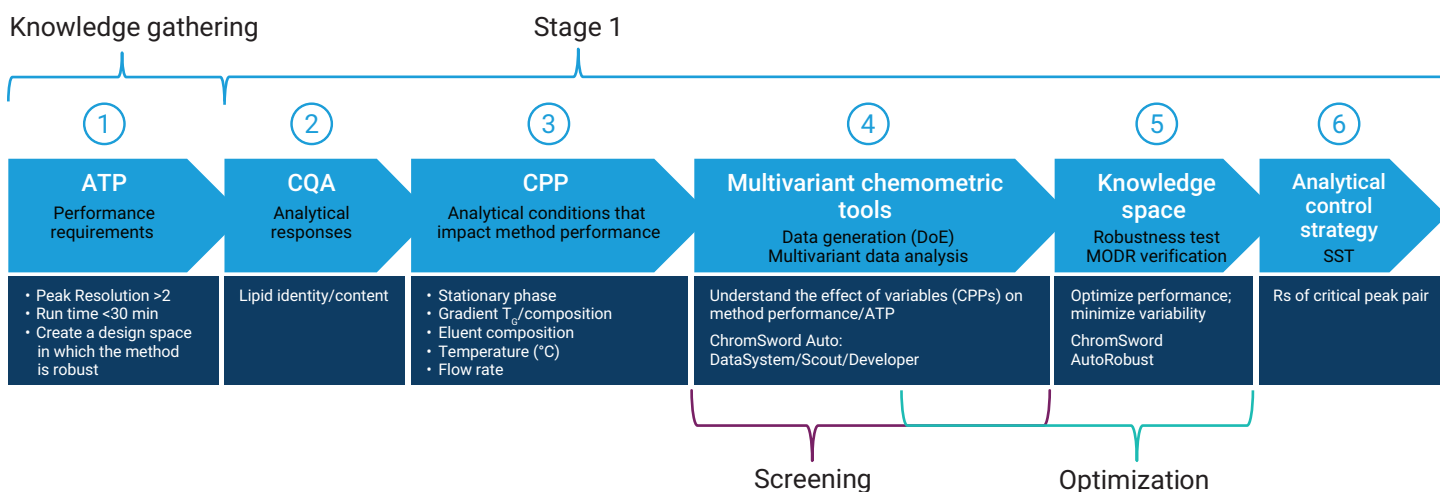 Knowledge gathering
Stage 1
1
ATP
Performance
requirements
• Peak Resolution >2
• Run time <30 min
• Create a design space
in which the method
is robust
2
CQA
Analytical
responses
Lipid identity/content
3
CPP
Analytical conditions that
impact method performance
• Stationary phase
• Gradient TG/composition
• Eluent composition
• Temperature (°C)
• Flow rate
4
Multivariant chemometric
tools
Data generation (DoE)
Multivariant data analysis
Understand the effect of variables (CPPs) on
method performance/ATP
ChromSword Auto:
DataSystem/Scout/Developer
5
Knowledge
space
Robustness test
MODR verification
Optimize performance;
minimize variability
ChromSword
AutoRobust
6
Analytical
control
strategy
SST
Rs of critical peak pair
Screening
Optimization